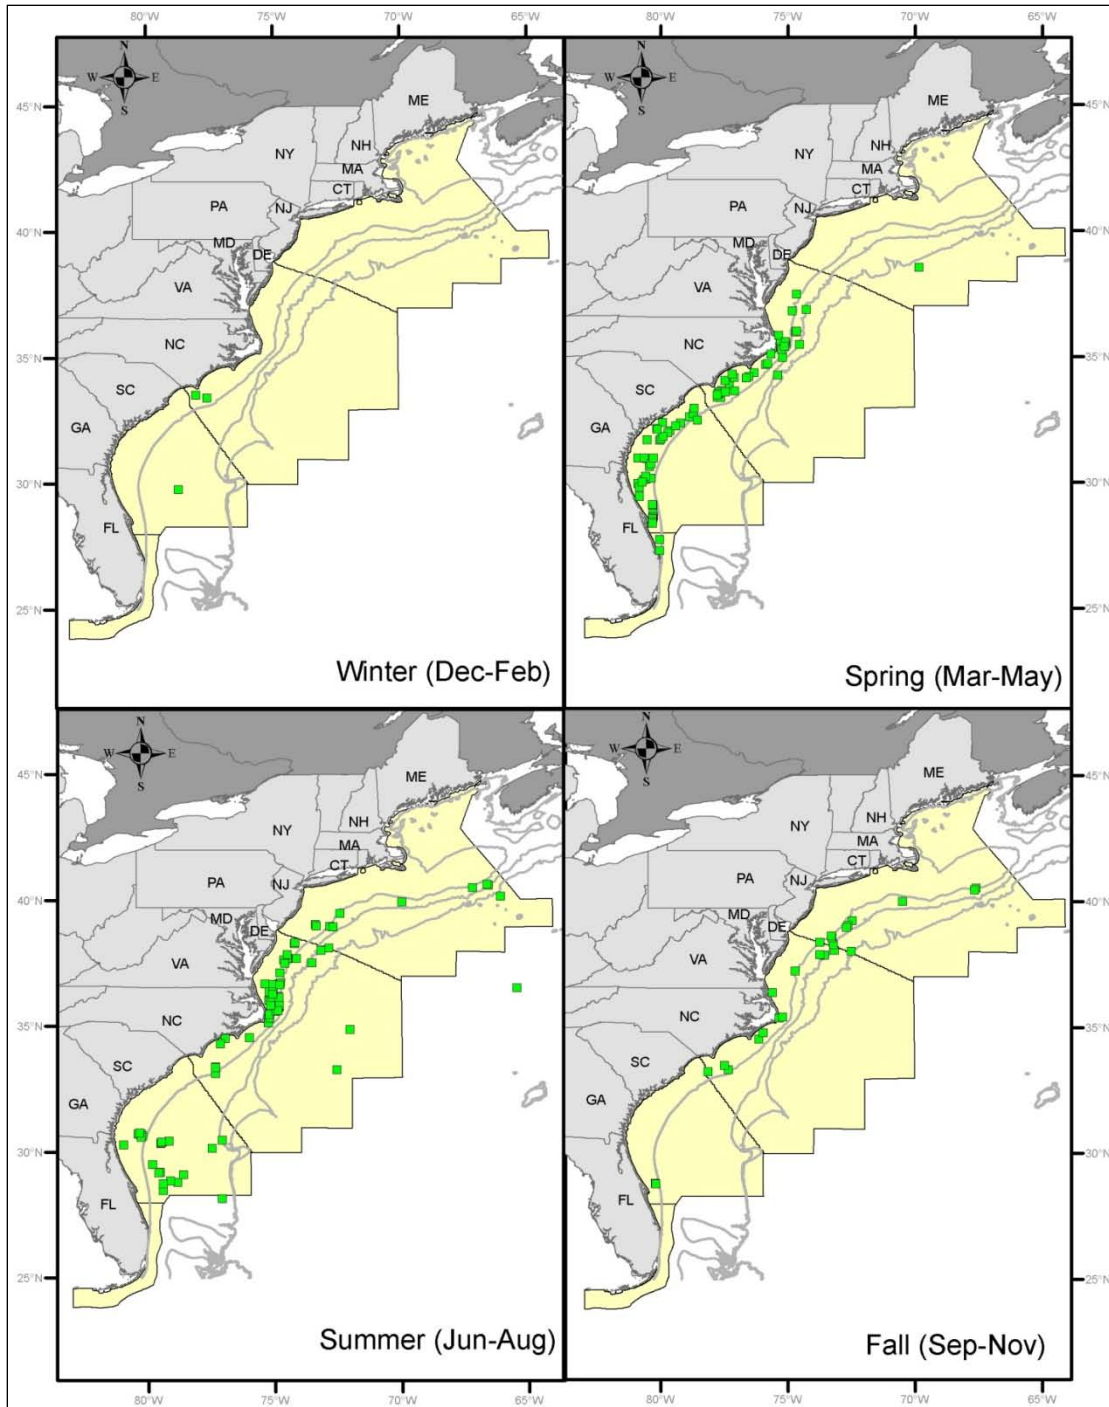 80°W 75°W 70°W 65°W 80°W 75°W 70°W 65°W
N
W E
S
ME
45°N
NH
NY
MA
CT
PA
NJ
40°N
MD
DE
VA
NC
35°N
SC
GA
30°N
FL
25°N
Winter (Dec-Feb)
N
W E
S
ME
45°N
NH
NY
MA
CT
PA
NJ
40°N
MD
DE
VA
NC
35°N
SC
GA
30°N
FL
25°N
Spring (Mar-May)
N
W E
S
ME
45°N
NH
NY
MA
CT
PA
NJ
40°N
MD
DE
VA
NC
35°N
SC
GA
30°N
FL
25°N
Summer (Jun-Aug)
N
W E
S
ME
45°N
NH
NY
MA
CT
PA
NJ
40°N
MD
DE
VA
NC
35°N
SC
GA
30°N
FL
25°N
Fall (Sep-Nov)
80°W 75°W 70°W 65°W 80°W 75°W 70°W 65°W